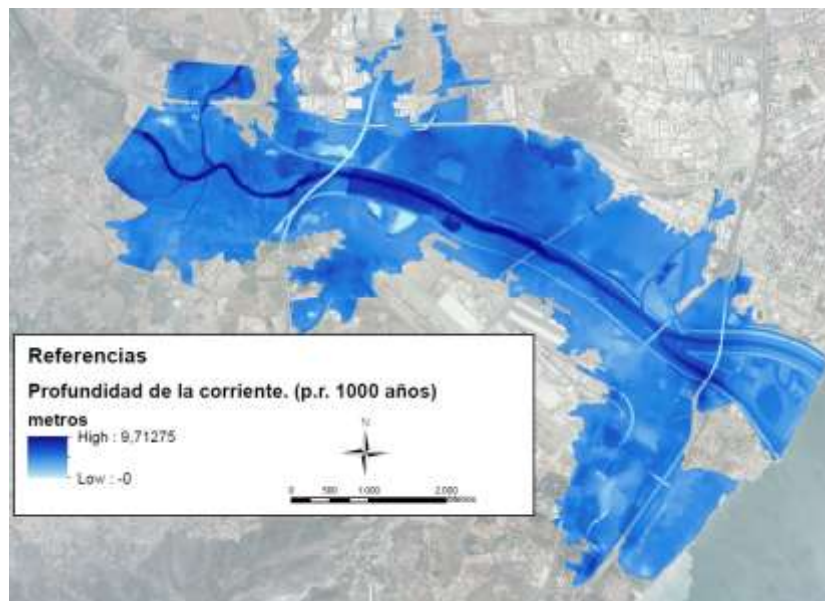 Referencias
Profundidad de la corriente. (p.r. 1000 años)
metros
High : 9,71275
Low : -0
N
0 500 1.000 2.000